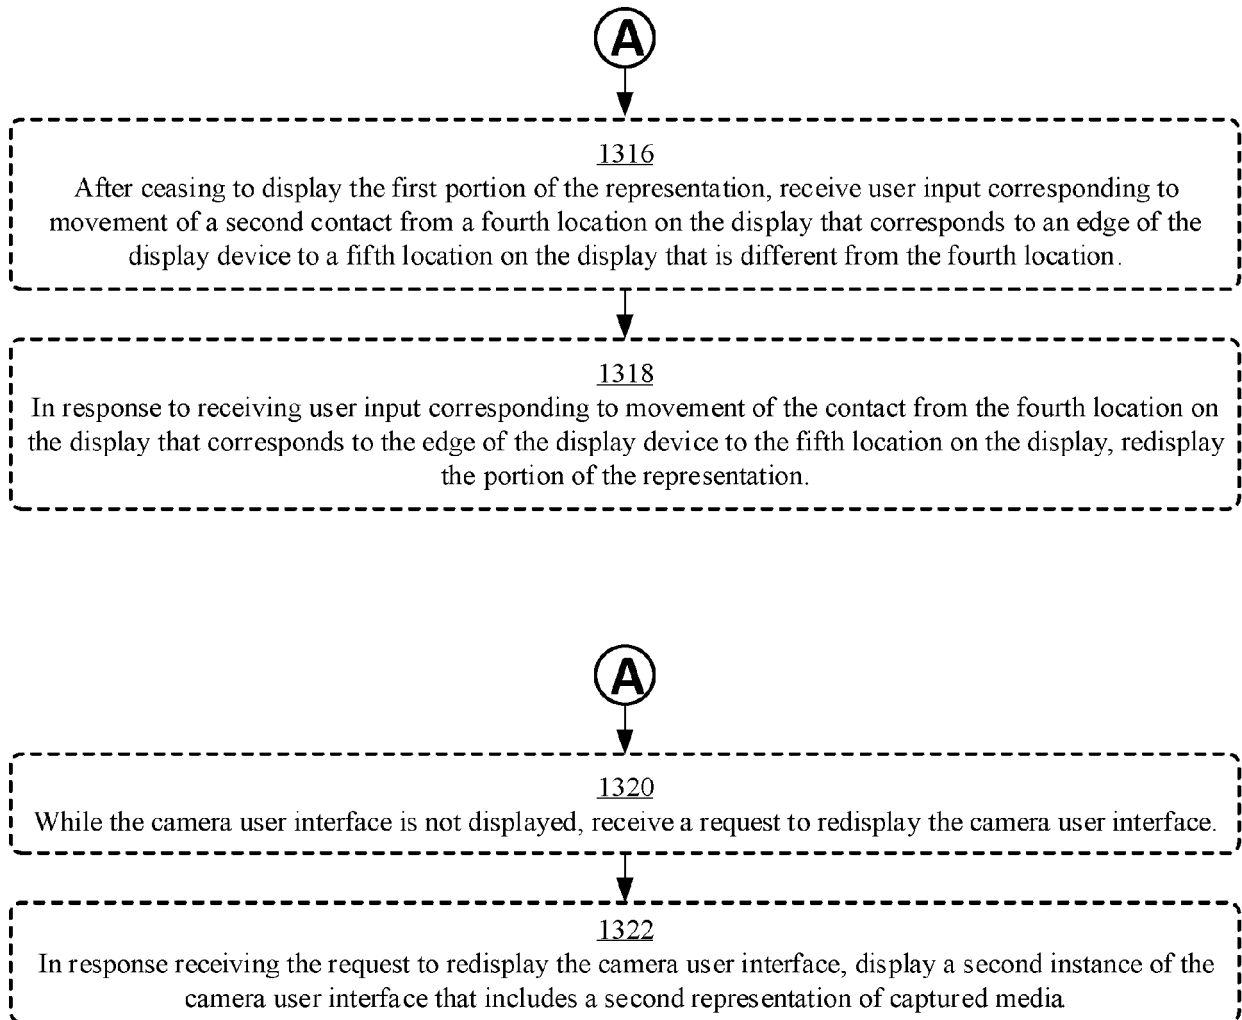 A
1316
After ceasing to display the first portion of the representation, receive user input corresponding to
movement of a second contact from a fourth location on the display that corresponds to an edge of the
display device to a fifth location on the display that is different from the fourth location.
1318
In response to receiving user input corresponding to movement of the contact from the fourth location on
the display that corresponds to the edge of the display device to the fifth location on the display, redisplay
the portion of the representation.
A
1320
While the camera user interface is not displayed, receive a request to redisplay the camera user interface.
1322
In response receiving the request to redisplay the camera user interface, display a second instance of the
camera user interface that includes a second representation of captured media